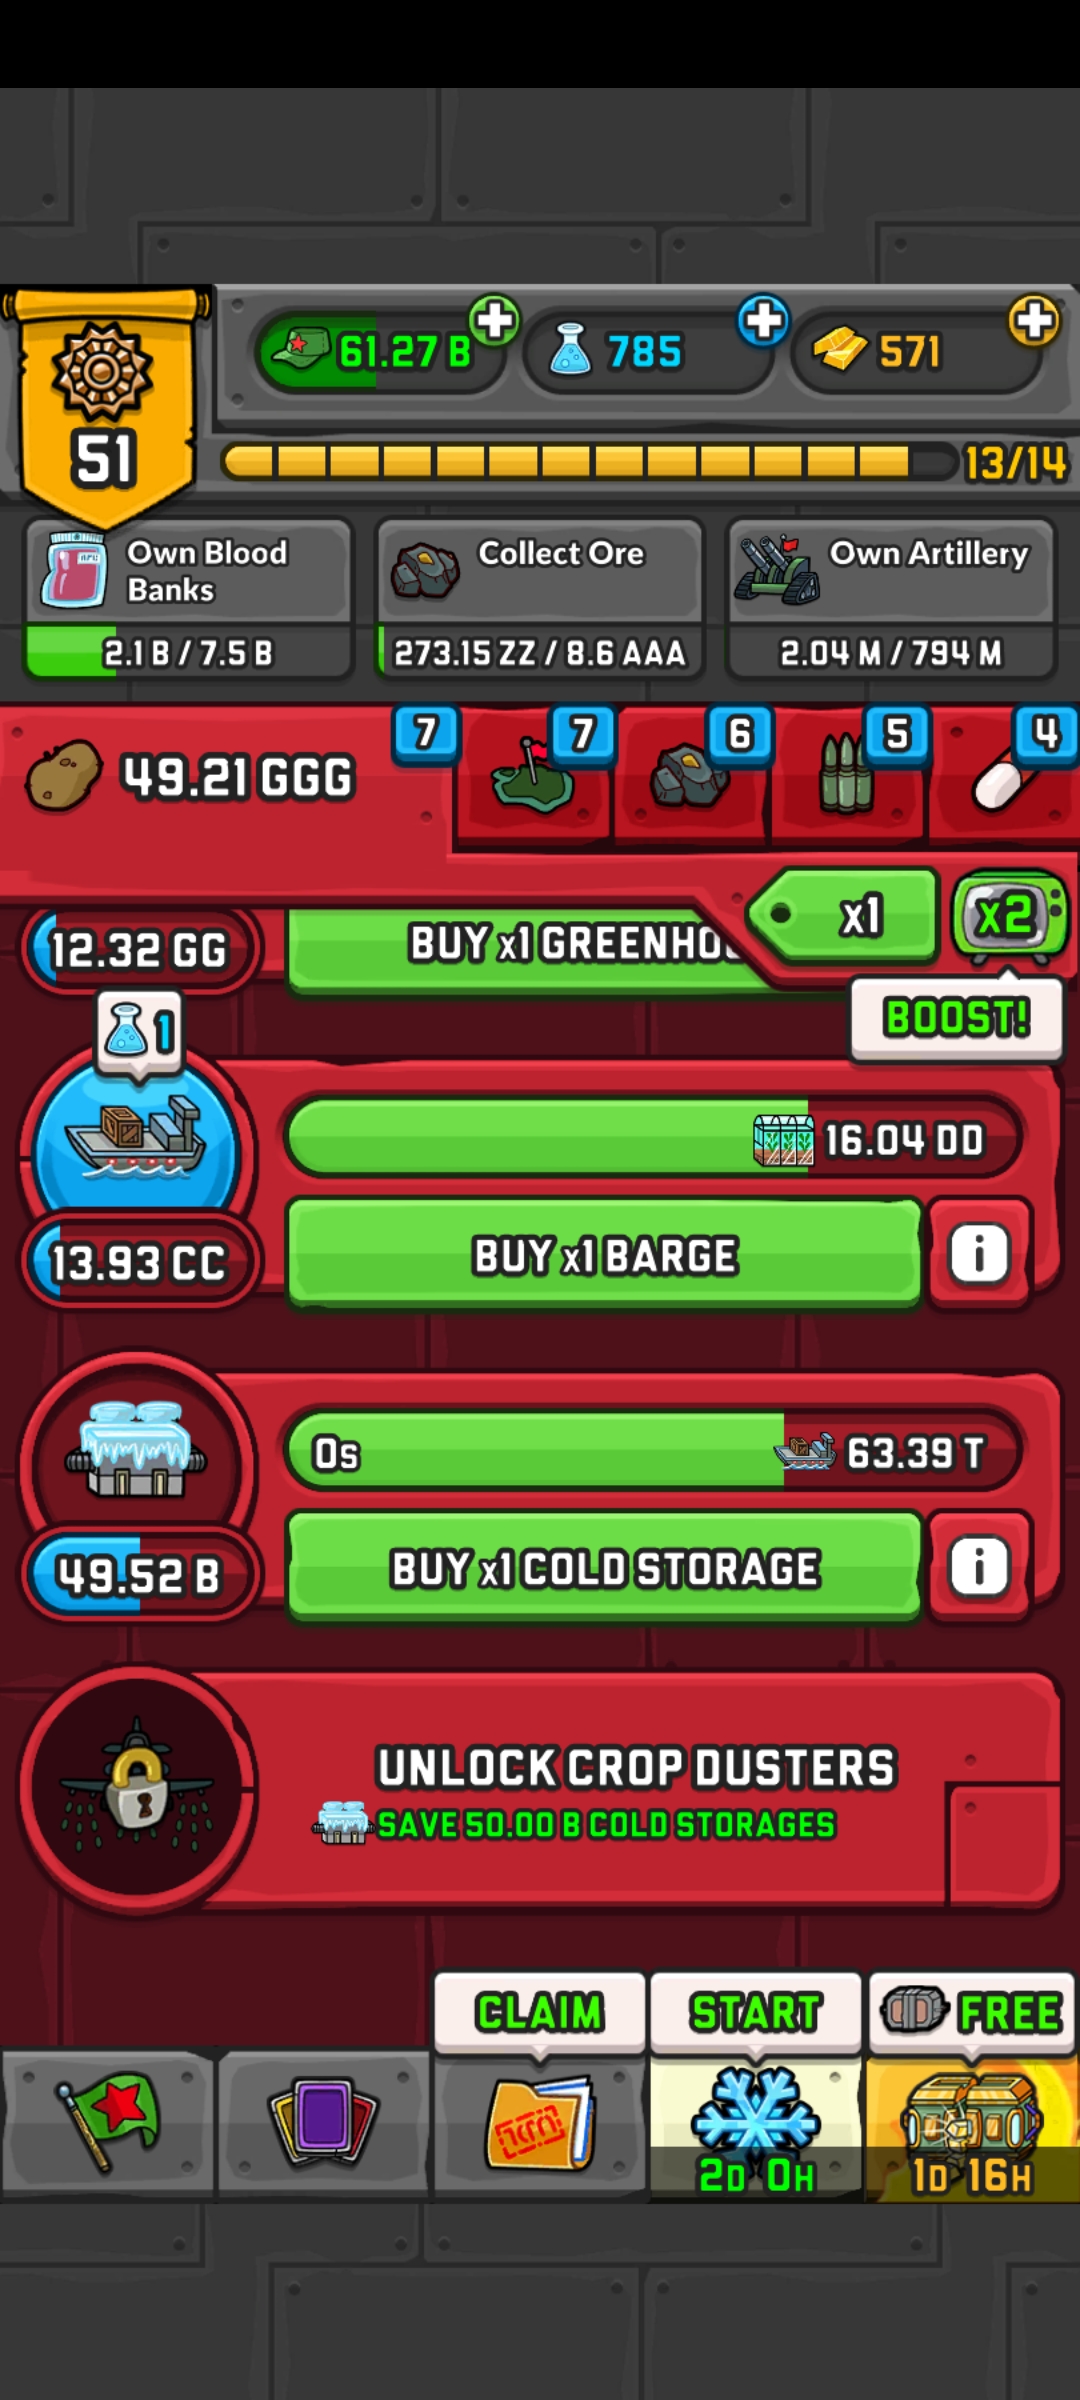 61.27 B
785
571
51
13/14
Own Blood
Banks
2.1 B / 7.5 B
Collect Ore
273.15 ZZ / 8.6 AAA
Own Artillery
2.04 M / 794 M
49.21 GGG
7
7
6
5
4
x1
x2
BOOST!
12.32 GG
BUY x1
1
16.04 DD
13.93 CC
BUY x1 BARGE
i
0s
63.39 T
49.52 B
BUY x1 COLD STORAGE
i
UNLOCK CROP DUSTERS
SAVE 50.00 B COLD STORAGES
CLAIM
START
FREE
2D 0H
1D 16H